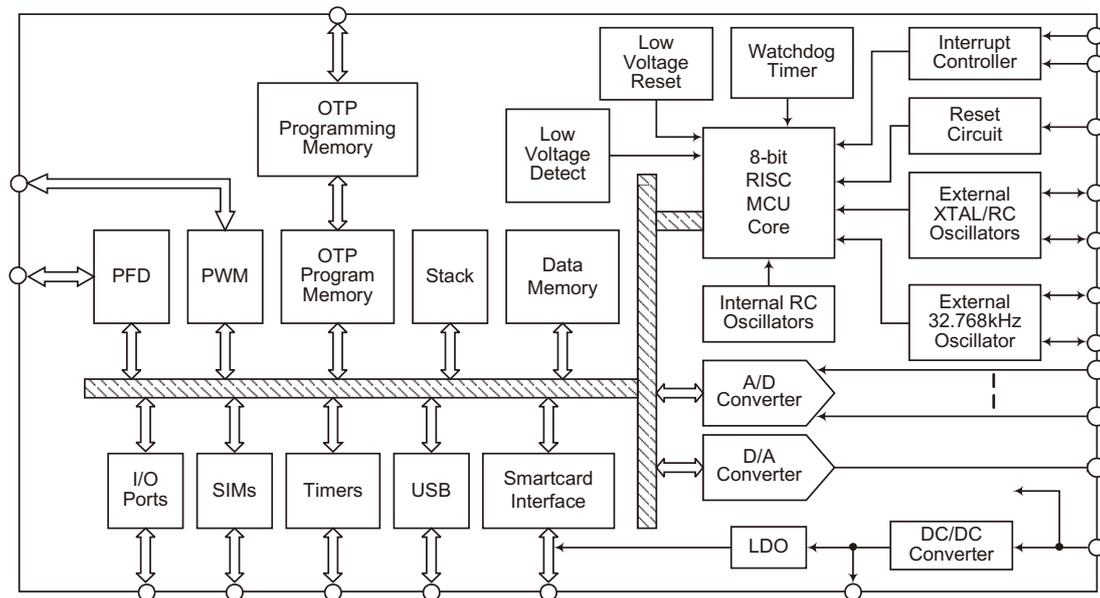 OTP
Programming
Memory
Low
Voltage
Reset
Watchdog
Timer
Interrupt
Controller
Low
Voltage
Detect
8-bit
RISC
MCU
Core
Reset
Circuit
External
XTAL/RC
Oscillators
PFD
PWM
OTP
Program
Memory
Stack
Data
Memory
Internal RC
Oscillators
External
32.768kHz
Oscillator
A/D
Converter
D/A
Converter
I/O
Ports
SIMs
Timers
USB
Smartcard
Interface
LDO
DC/DC
Converter